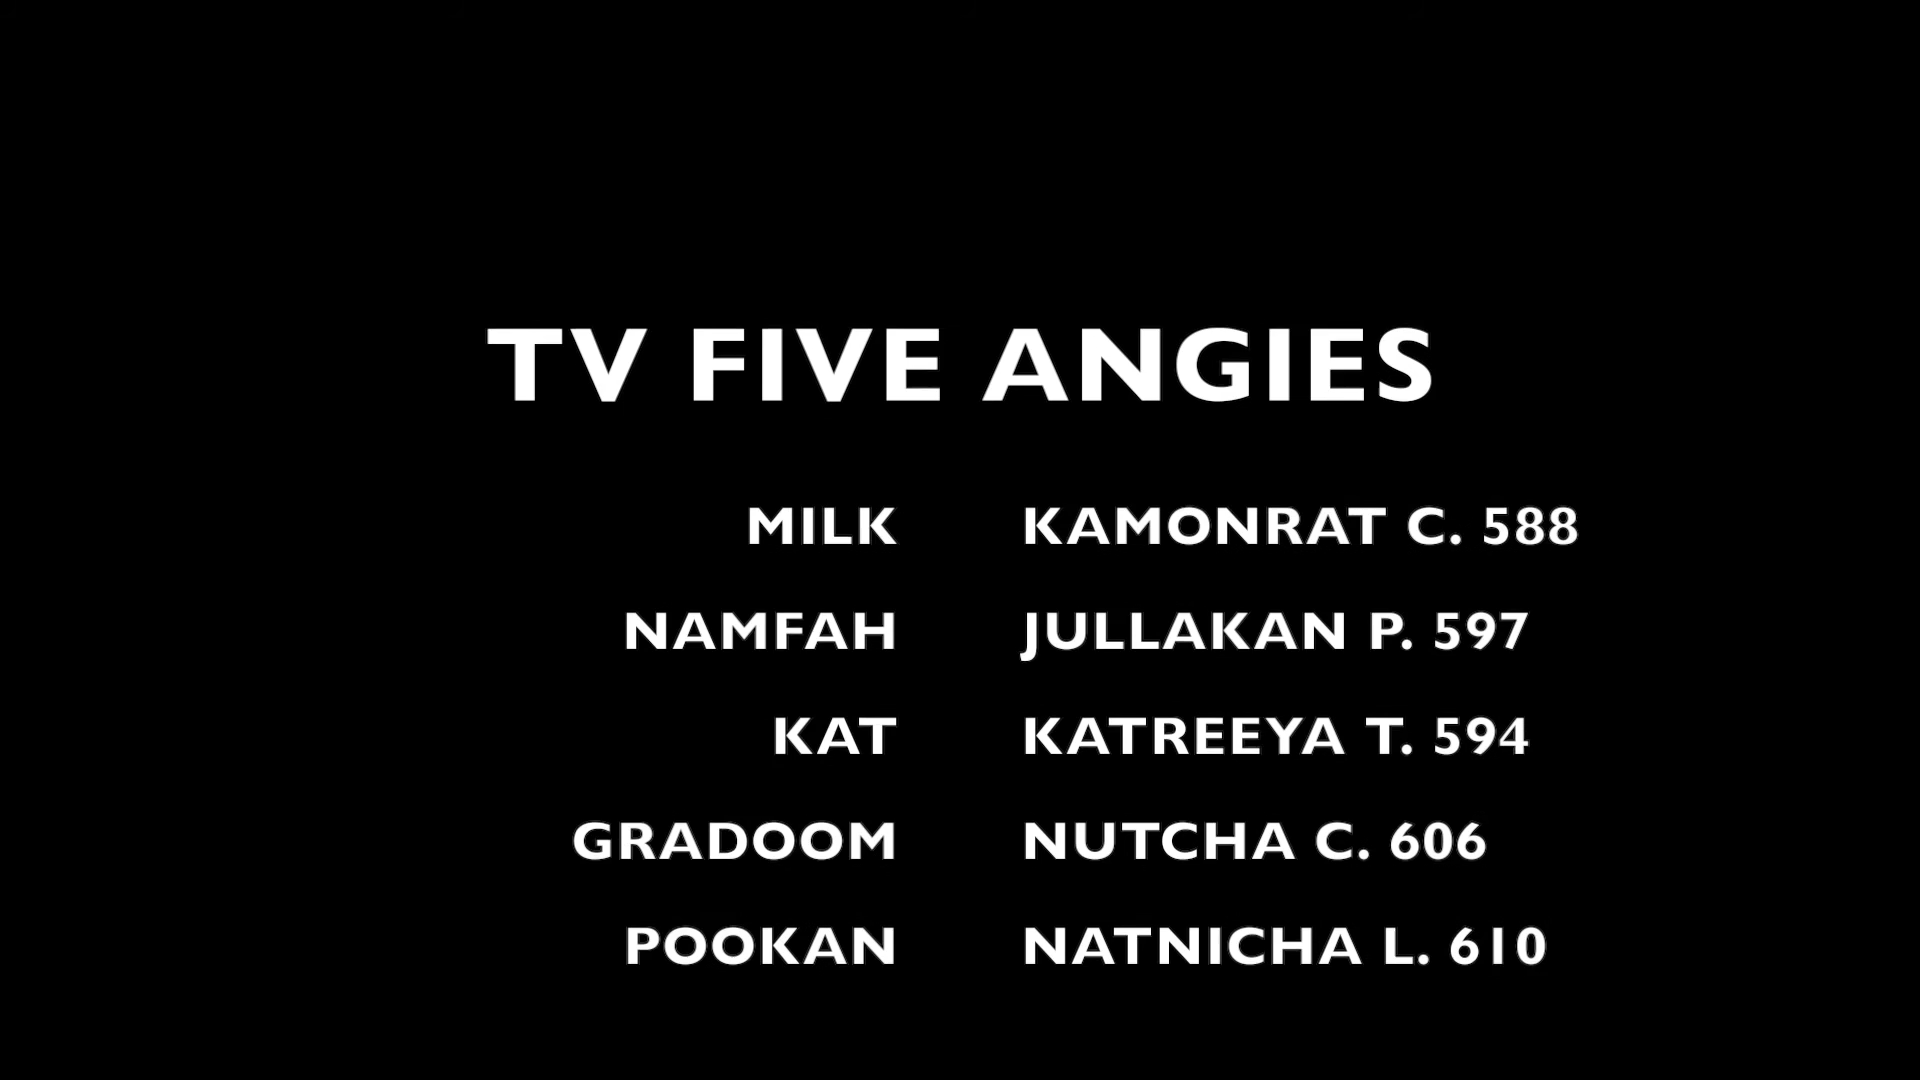 TV FIVE ANGIES
MILK KAMONRAT C. 588
NAMFAH JULLAKAN P. 597
KAT KATREEYA T. 594
GRADOOM NUTCHA C. 606
POOKAN NATNICHA L. 610